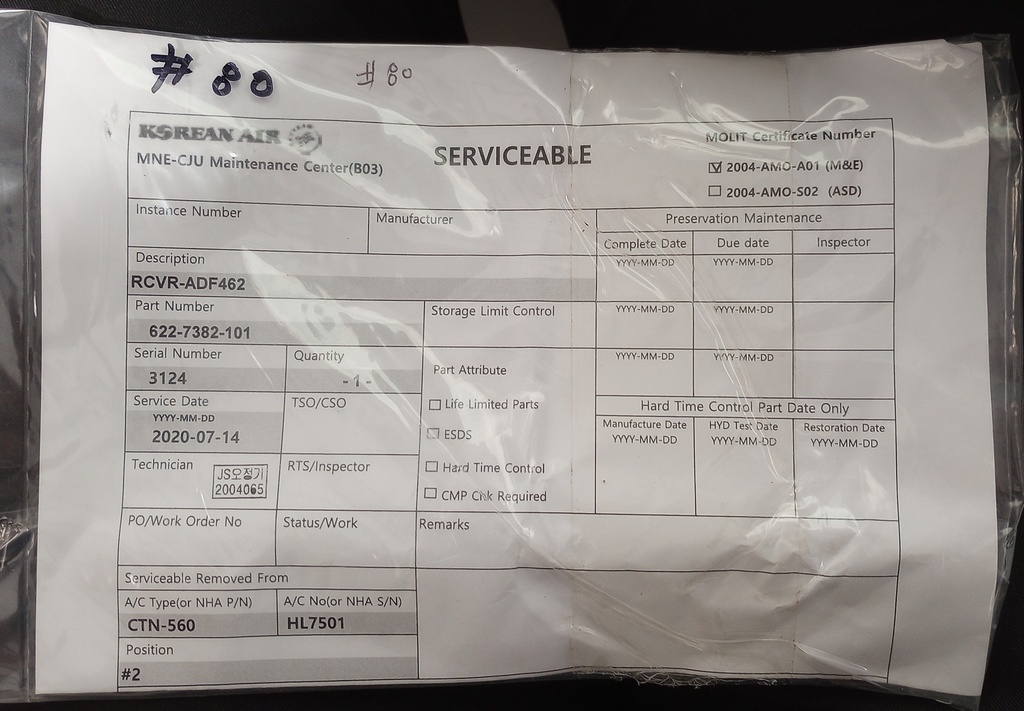 # 80 # 80
KOREAN AIR
MNE-CJU Maintenance Center(B03)
SERVICEABLE
MOLIT Certificate Number
2004-AMO-A01 (M&E)
2004-AMO-S02 (ASD)
Instance Number
Manufacturer
Preservation Maintenance
Complete Date Due date Inspector
YYYY-MM-DD YYYY-MM-DD
Description
RCVR-ADF462
Part Number
622-7382-101
Storage Limit Control
YYYY-MM-DD YYYY-MM-DD
Serial Number
3124
Quantity
- 1 -
Part Attribute
Life Limited Parts
ESDS
Hard Time Control
CMP Chk Required
YYYY-MM-DD YYYY-MM-DD
Service Date
YYYY-MM-DD
2020-07-14
TSO/CSO
Hard Time Control Part Date Only
Manufacture Date HYD Test Date Restoration Date
YYYY-MM-DD YYYY-MM-DD YYYY-MM-DD
Technician
JS오정기
2004065
RTS/Inspector
PO/Work Order No
Status/Work
Remarks
Serviceable Removed From
A/C Type(or NHA P/N) A/C No(or NHA S/N)
CTN-560 HL7501
Position
#2